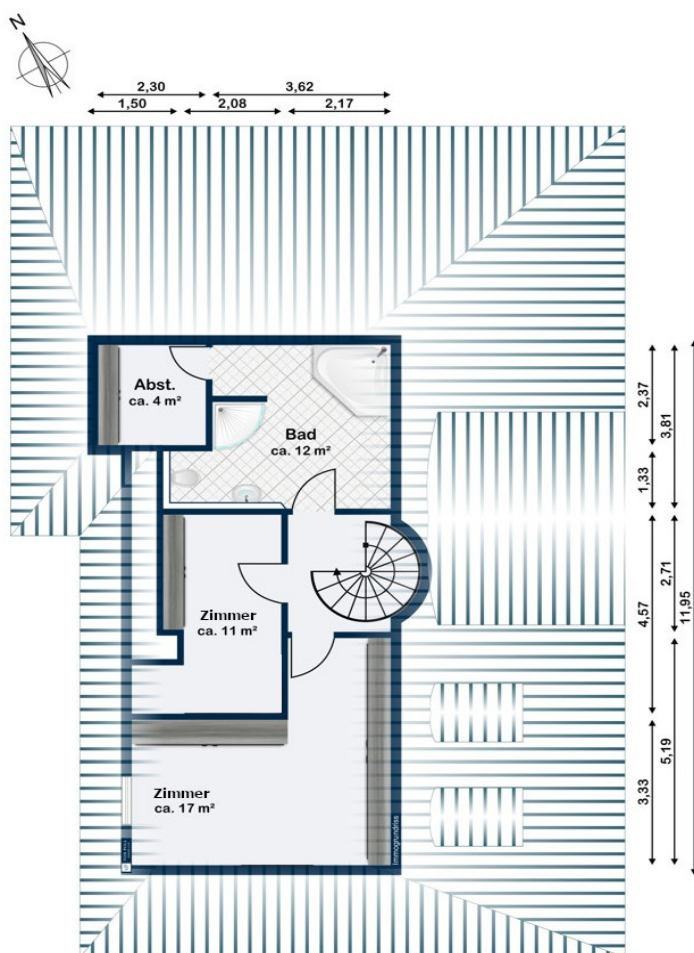 N
2,30
3,62
1,50
2,08
2,17
Abst.
ca. 4 m²
Bad
ca. 12 m²
2,37
3,81
1,33
Zimmer
ca. 11 m²
4,57
2,71
11,95
Zimmer
ca. 17 m²
3,33
5,19
immogrundriss